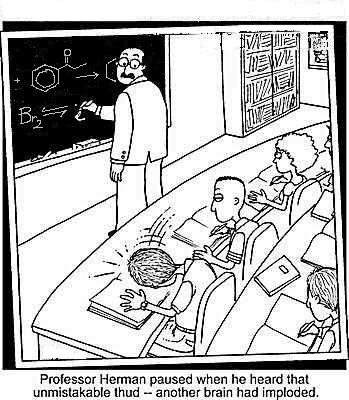 + O
Br2
Professor Herman paused when he heard that
unmistakable thud -- another brain had imploded.